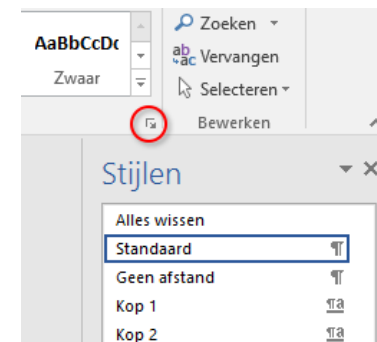 Zoeken
AaBbCcDc
Vervangen
Zwaar
Selecteren
Bewerken
Stijlen
Alles wissen
Standaard ¶
Geen afstand ¶
Kop 1 ¶a
Kop 2 ¶a